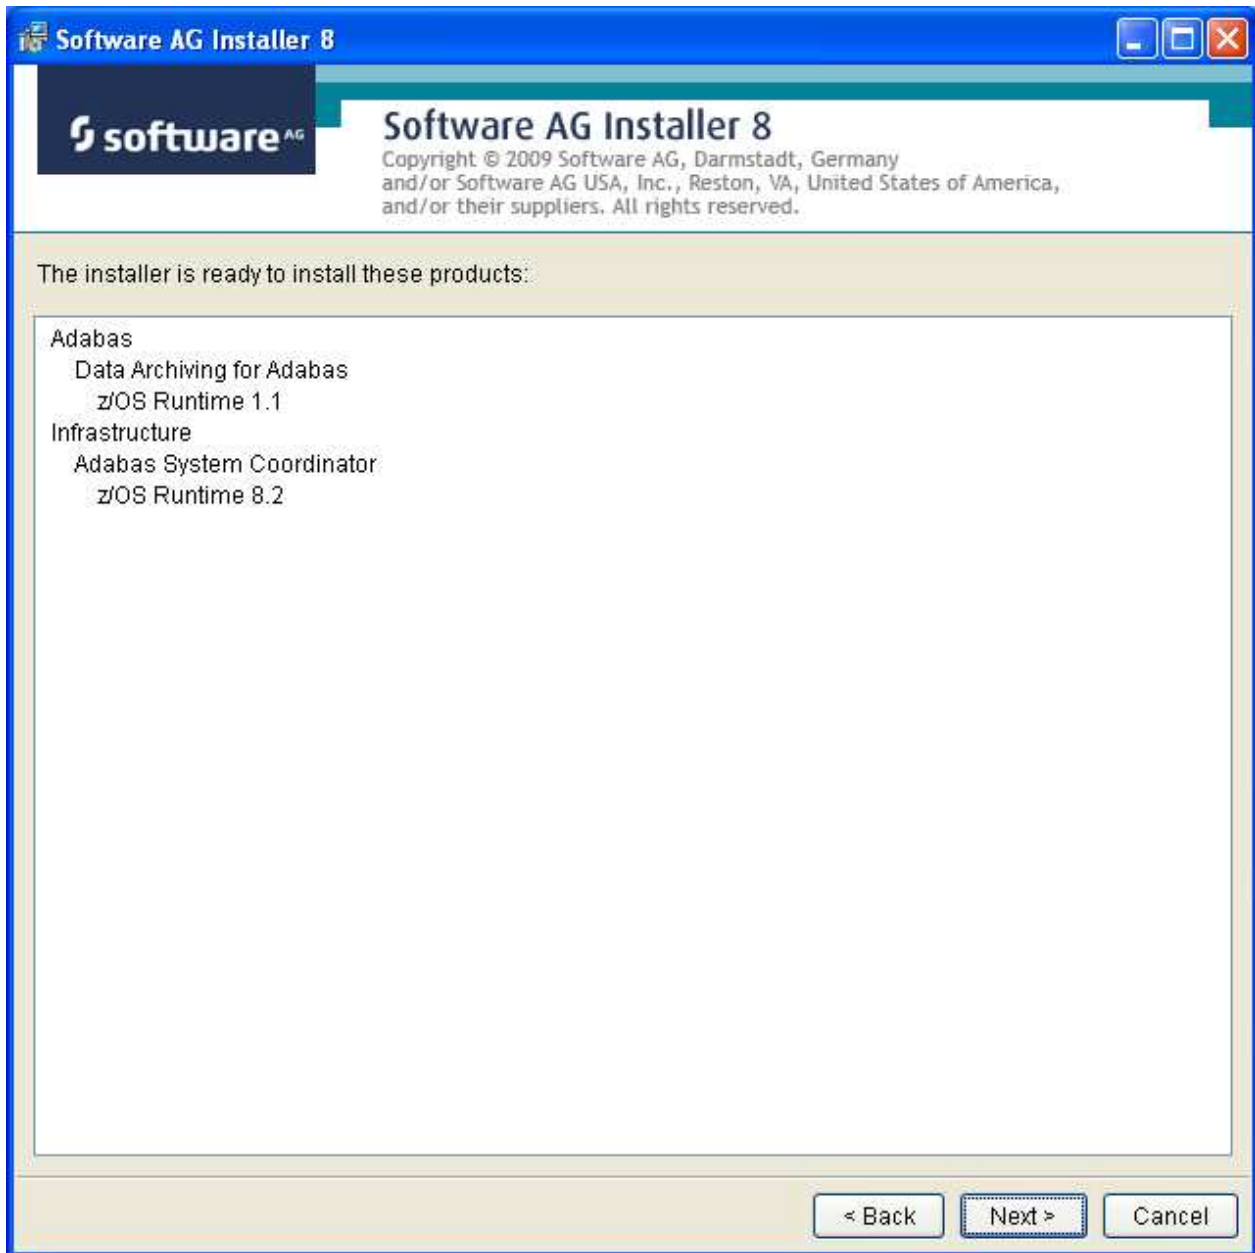 Software AG Installer 8
software AG
Software AG Installer 8
Copyright © 2009 Software AG, Darmstadt, Germany
and/or Software AG USA, Inc., Reston, VA, United States of America,
and/or their suppliers. All rights reserved.
The installer is ready to install these products:
Adabas
Data Archiving for Adabas
z/OS Runtime 1.1
Infrastructure
Adabas System Coordinator
z/OS Runtime 8.2
< Back
Next >
Cancel